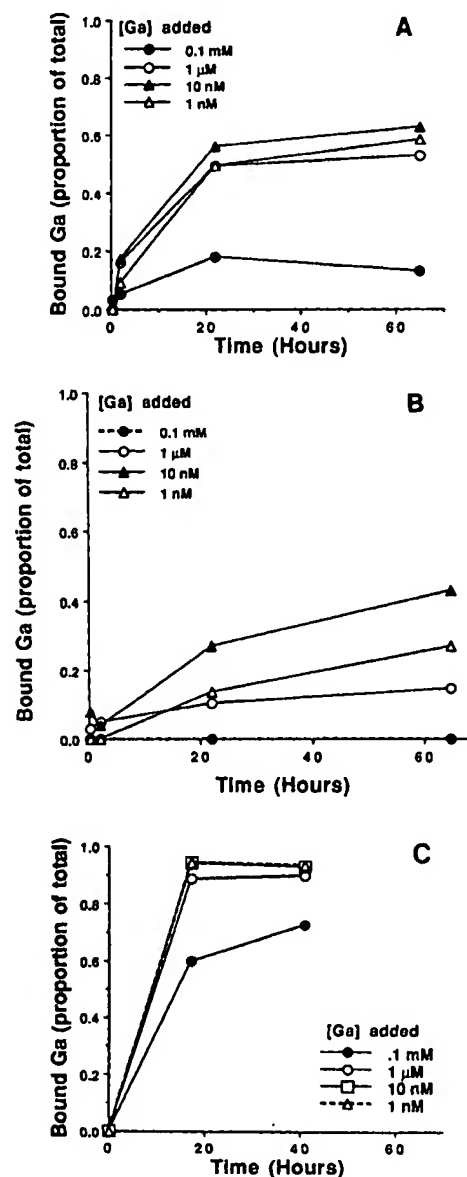 A
[Ga] added
0.1 mM
1 µM
10 nM
1 nM
Bound Ga (proportion of total)
1.0
0.8
0.6
0.4
0.2
0.0
0 20 40 60
Time (Hours)
B
[Ga] added
0.1 mM
1 µM
10 nM
1 nM
Bound Ga (proportion of total)
1.0
0.8
0.6
0.4
0.2
0.0
0 20 40 60
Time (Hours)
C
Bound Ga (proportion of total)
1.0
0.8
0.6
0.4
0.2
0.0
[Ga] added
.1 mM
1 µM
10 nM
1 nM
0 20 40 60
Time (Hours)